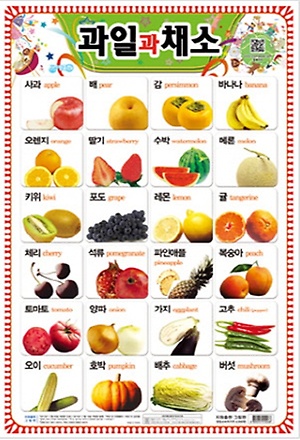 과일과채소
사과 apple
배 pear
감 persimmon
바나나 banana
오렌지 orange
딸기 strawberry
수박 watermelon
메론 melon
키위 kiwi
포도 grape
레몬 lemon
귤 tangerine
체리 cherry
석류 pomegranate
파인애플
pineapple
복숭아 peach
토마토 tomato
양파 onion
가지 eggplant
고추 chili pepper
오이 cucumber
호박 pumpkin
배추 cabbage
버섯 mushroom